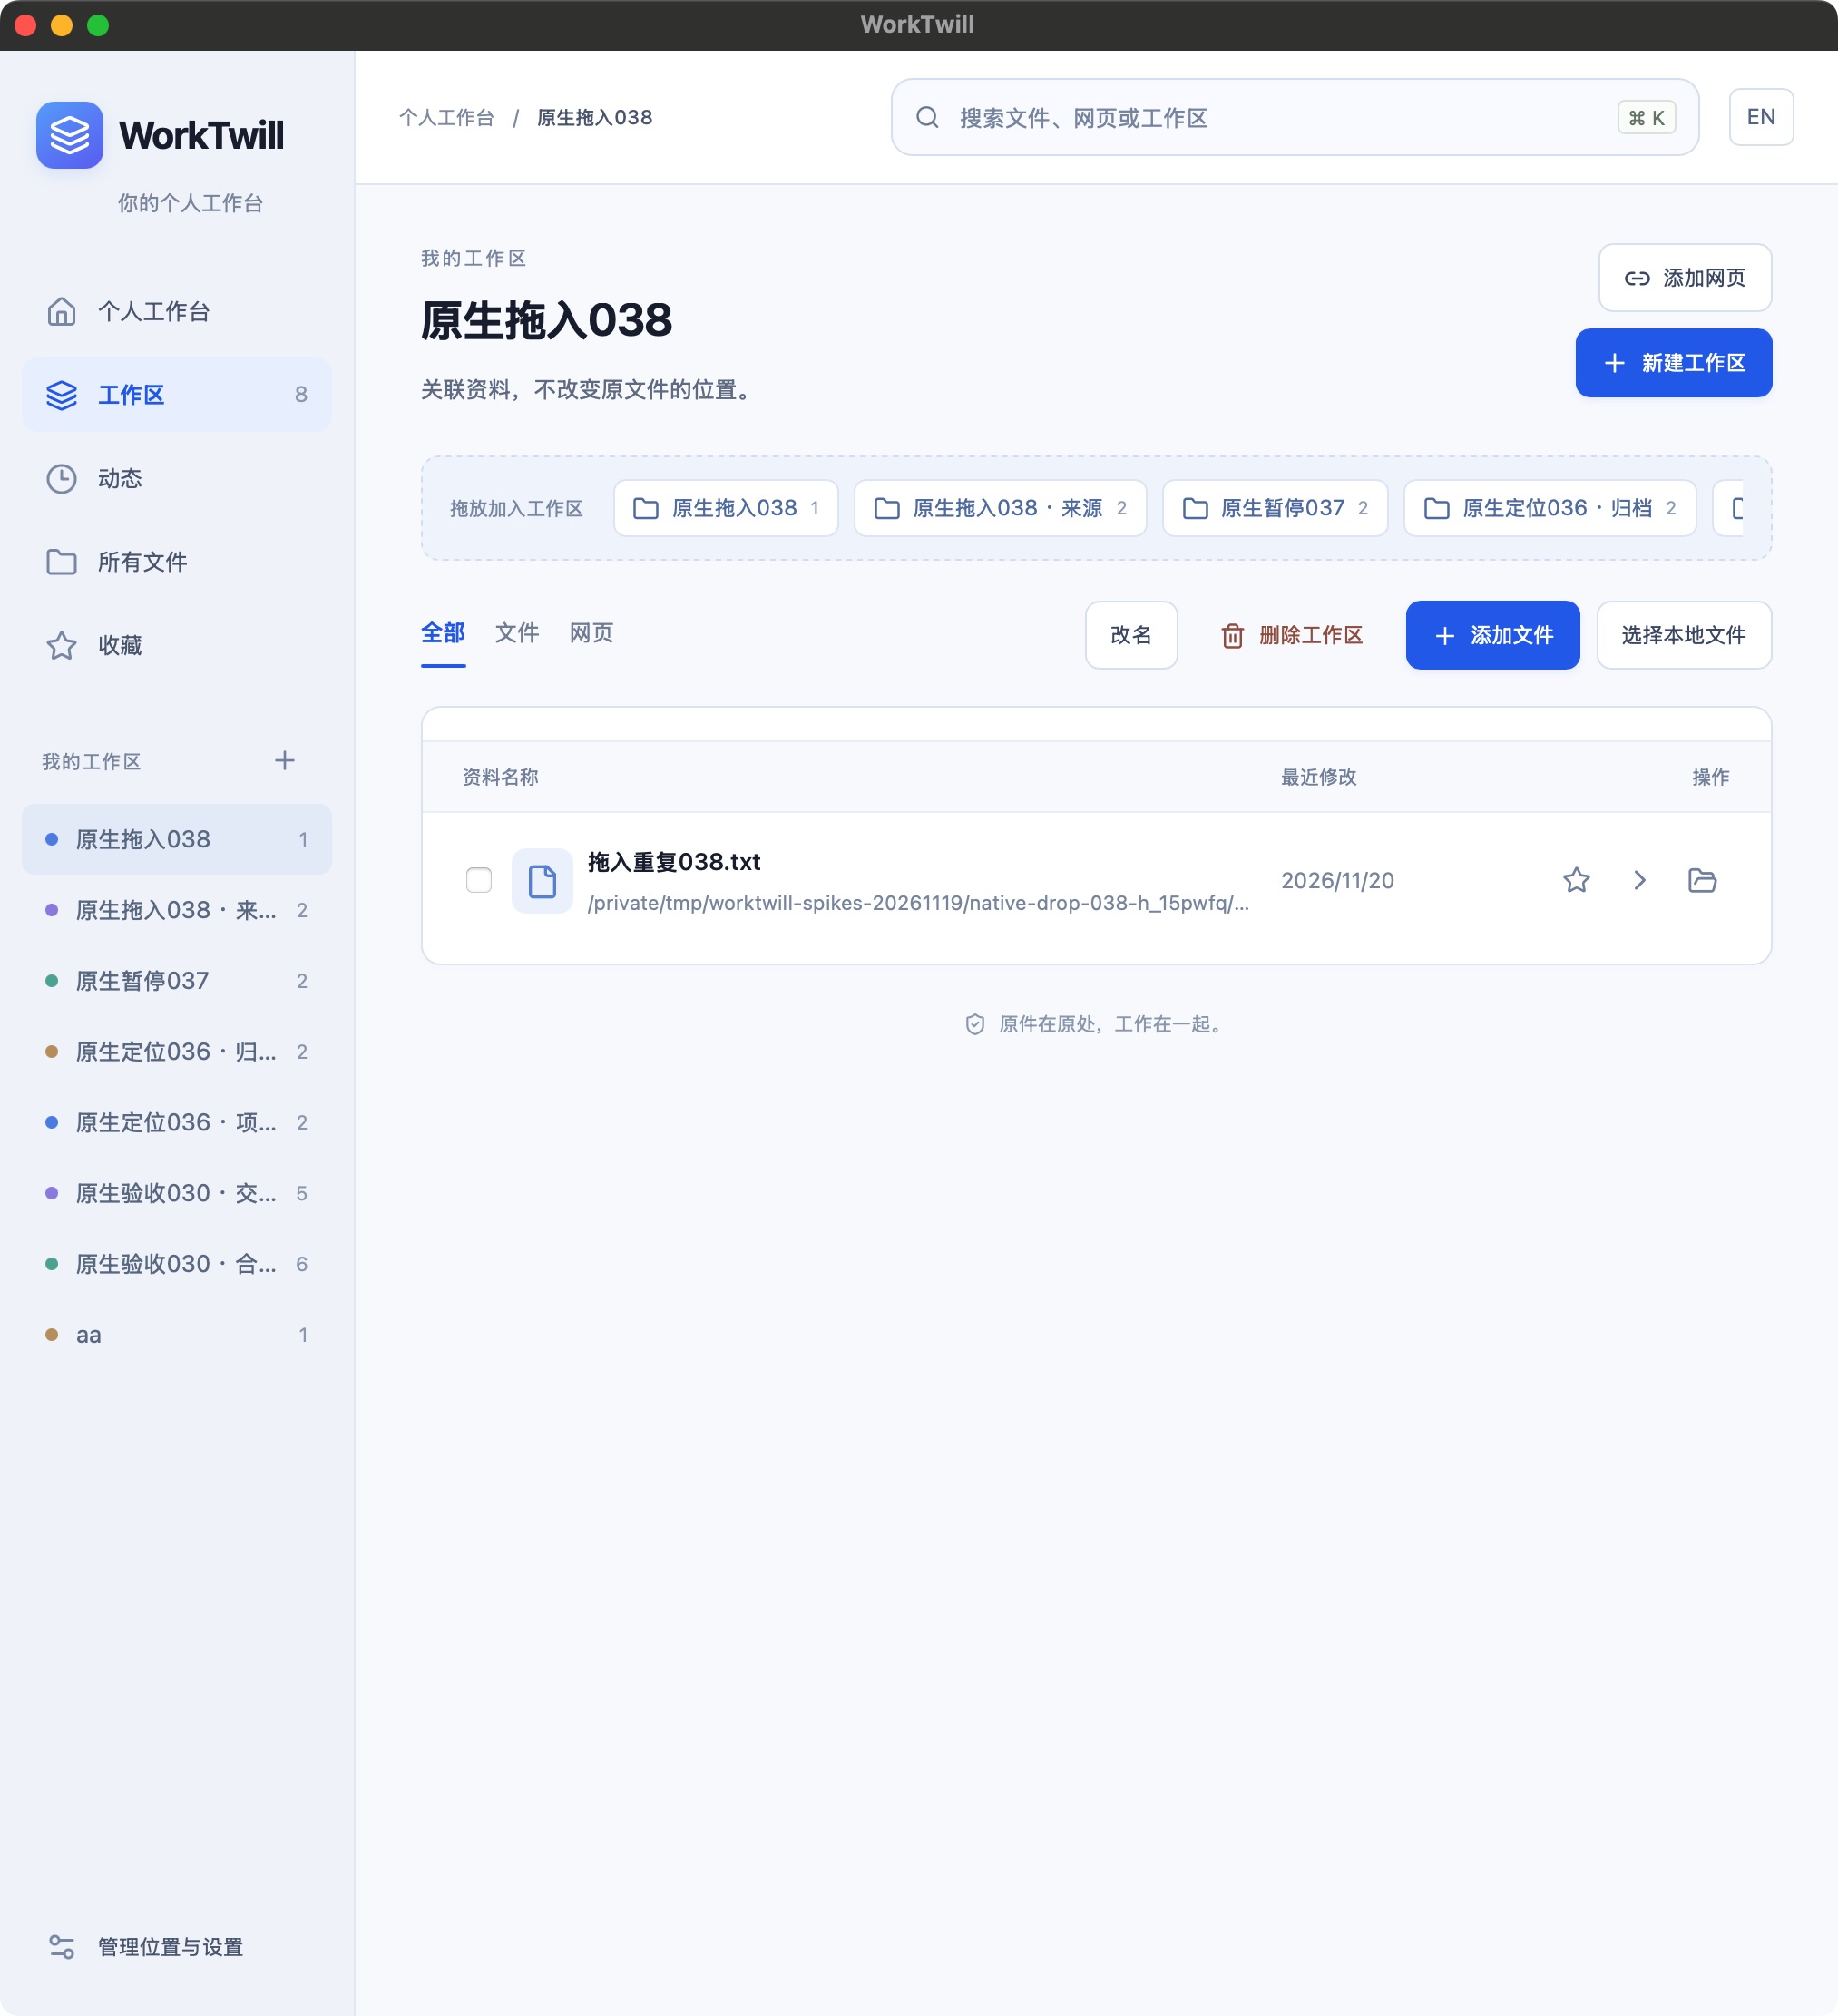 WorkTwill
WorkTwill
你的个人工作台
个人工作台
工作区 8
动态
所有文件
收藏
我的工作区
原生拖入038 1
原生拖入038 · 来... 2
原生暂停037 2
原生定位036 · 归... 2
原生定位036 · 项... 2
原生验收030 · 交... 5
原生验收030 · 合... 6
aa 1
管理位置与设置
个人工作台 / 原生拖入038
搜索文件、网页或工作区 ⌘ K
EN
我的工作区
原生拖入038
关联资料，不改变原文件的位置。
添加网页
新建工作区
拖放加入工作区 原生拖入038 1 原生拖入038 · 来源 2 原生暂停037 2 原生定位036 · 归档 2
全部 文件 网页 改名 删除工作区 添加文件 选择本地文件
资料名称 最近修改 操作
拖入重复038.txt
/private/tmp/worktwill-spikes-20261119/native-drop-038-h_15pwfq/...
2026/11/20
原件在原处，工作在一起。